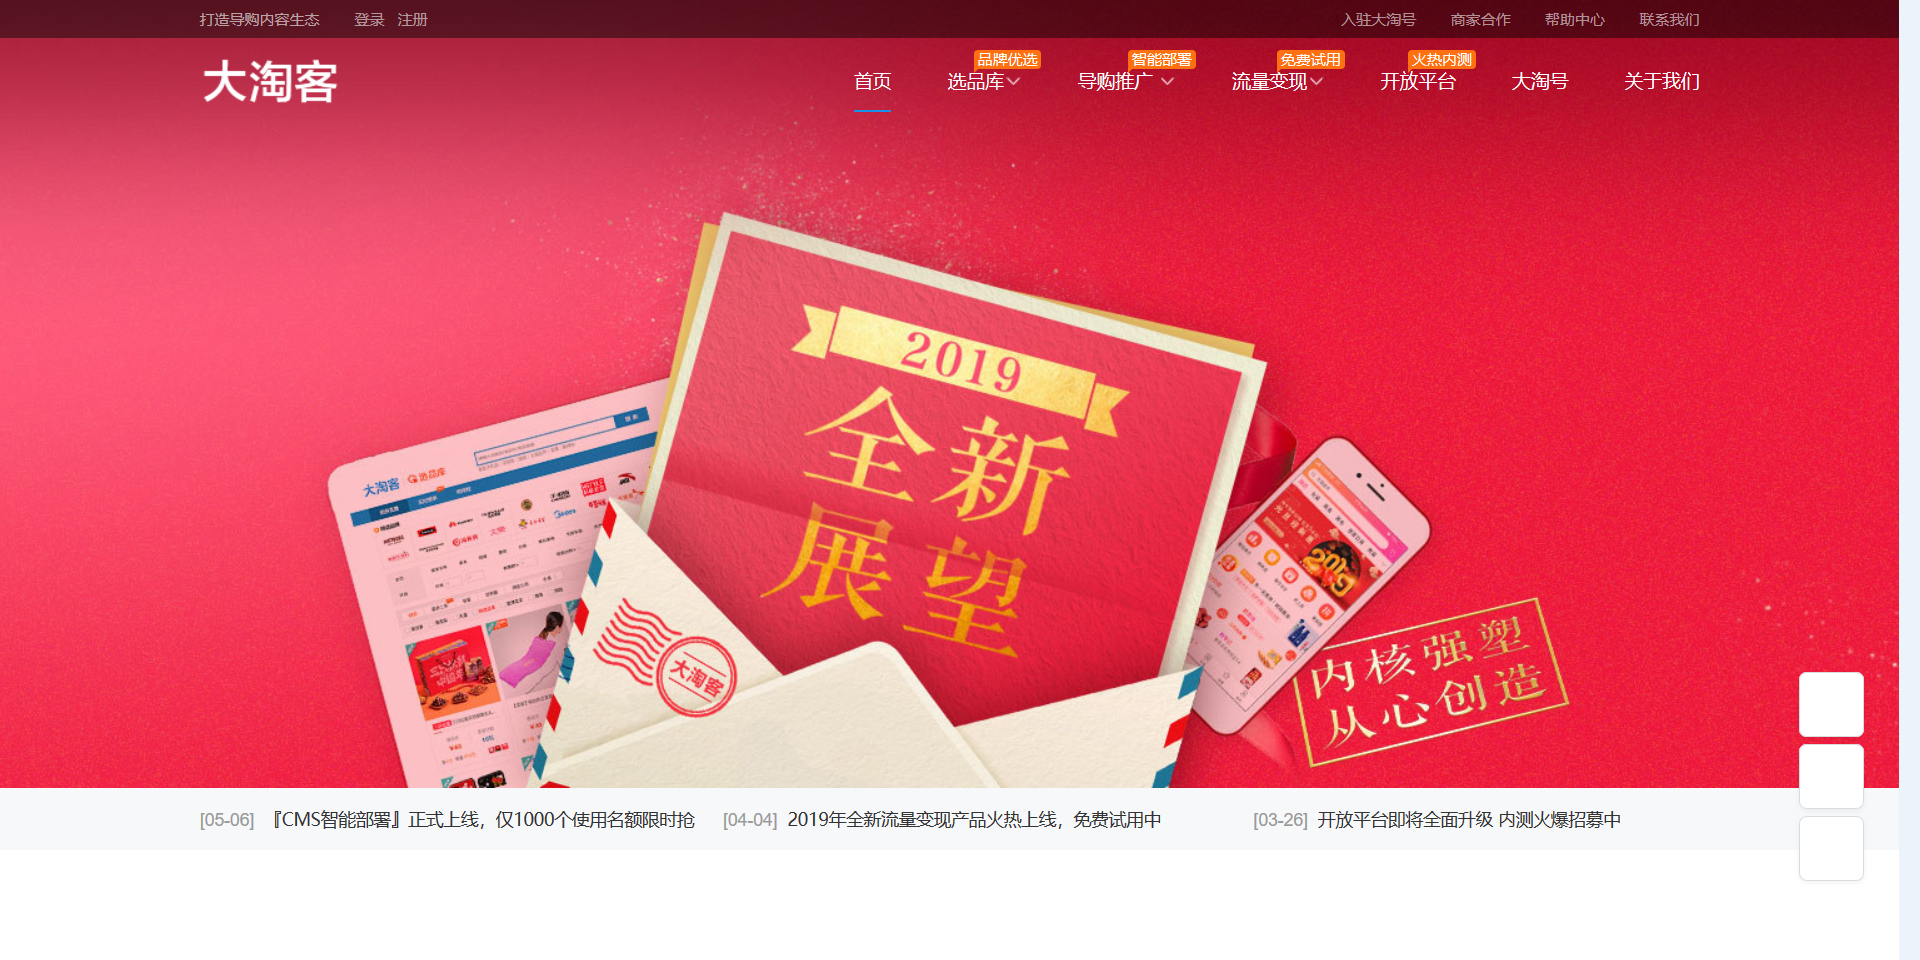 打造导购内容生态 登录 注册 入驻大淘号 商家合作 帮助中心 联系我们
品牌优选 智能部署 免费试用 火热内测
大淘客 首页 选品库 导购推广 流量变现 开放平台 大淘号 关于我们
2019
全新
展望
大淘客 选品库
大淘客
内核强塑
从心创造
[05-06] 『CMS智能部署』正式上线，仅1000个使用名额限时抢 [04-04] 2019年全新流量变现产品火热上线，免费试用中 [03-26] 开放平台即将全面升级 内测火爆招募中